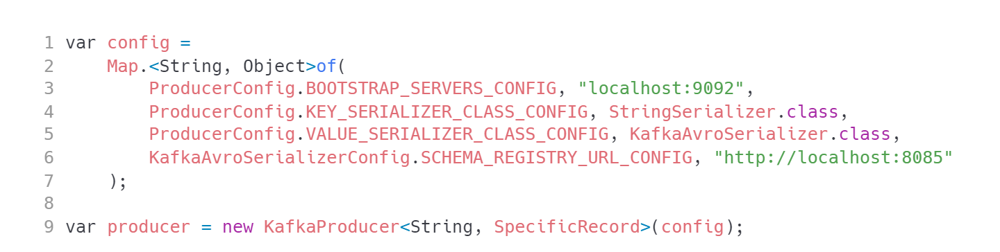 1 var config =
2     Map.<String, Object>of(
3         ProducerConfig.BOOTSTRAP_SERVERS_CONFIG, "localhost:9092",
4         ProducerConfig.KEY_SERIALIZER_CLASS_CONFIG, StringSerializer.class,
5         ProducerConfig.VALUE_SERIALIZER_CLASS_CONFIG, KafkaAvroSerializer.class,
6         KafkaAvroSerializerConfig.SCHEMA_REGISTRY_URL_CONFIG, "http://localhost:8085"
7     );
8
9 var producer = new KafkaProducer<String, SpecificRecord>(config);